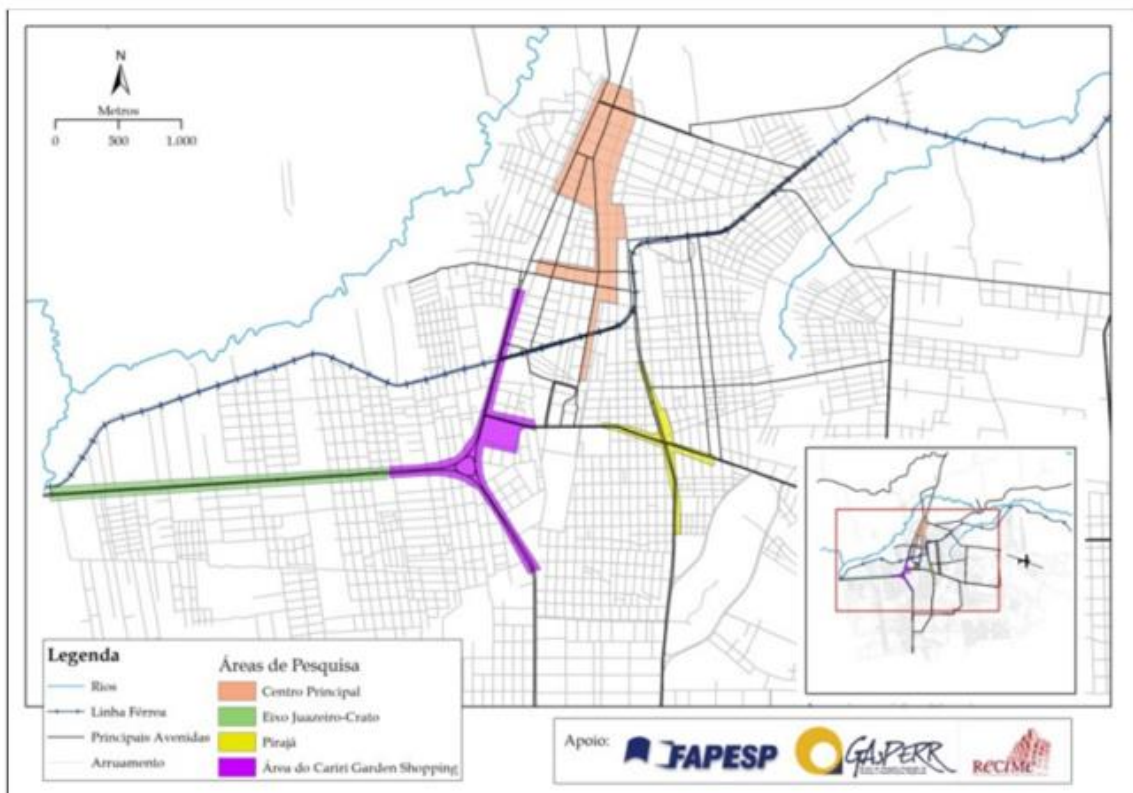 N
Metros
0 500 1.000
Legenda
Rios
Linha Férrea
Principais Avenidas
Arruamento
Áreas de Pesquisa
Centro Principal
Eixo Juazeiro-Crato
Pirajá
Área do Cariri Garden Shopping
Apoio:
FAPESP
GAsPERR
ReCiMe